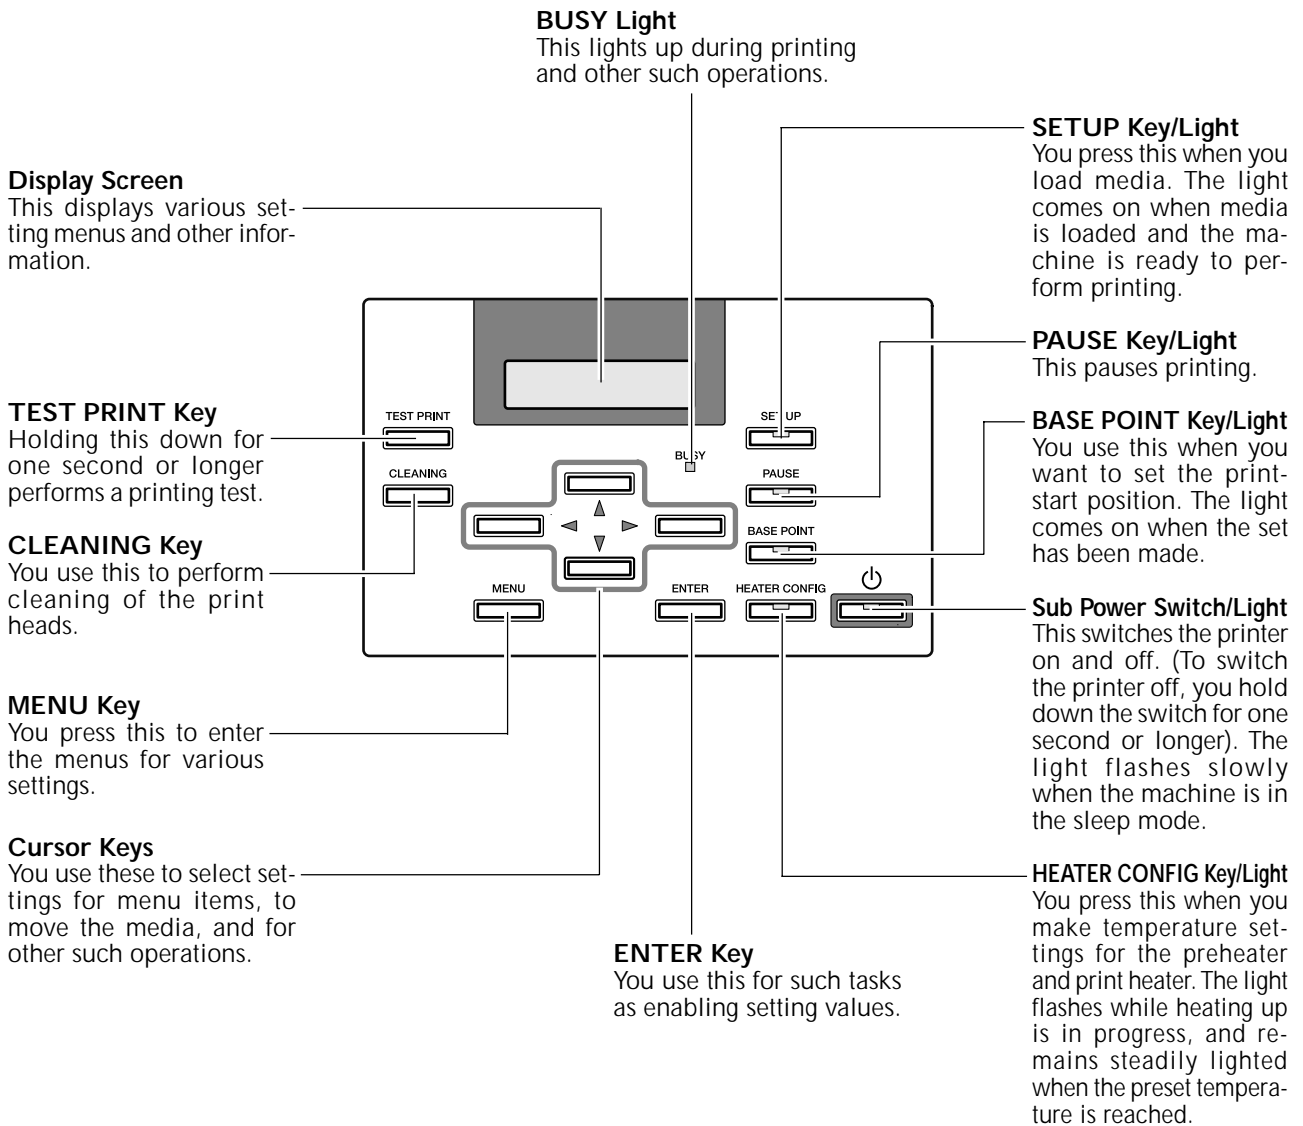 BUSY Light
This lights up during printing
and other such operations.
SETUP Key/Light
You press this when you
load media. The light
comes on when media
is loaded and the ma-
chine is ready to per-
form printing.
Display Screen
This displays various set-
ting menus and other infor-
mation.
PAUSE Key/Light
This pauses printing.
TEST PRINT Key
Holding this down for
one second or longer
performs a printing test.
BASE POINT Key/Light
You use this when you
want to set the print-
start position. The light
comes on when the set
has been made.
CLEANING Key
You use this to perform
cleaning of the print
heads.
TEST PRINT
CLEANING
MENU
BUSY
ENTER
SET UP
PAUSE
BASE POINT
HEATER CONFIG
Sub Power Switch/Light
This switches the printer
on and off. (To switch
the printer off, you hold
down the switch for one
second or longer). The
light flashes slowly
when the machine is in
the sleep mode.
MENU Key
You press this to enter
the menus for various
settings.
Cursor Keys
You use these to select set-
tings for menu items, to
move the media, and for
other such operations.
ENTER Key
You use this for such tasks
as enabling setting values.
HEATER CONFIG Key/Light
You press this when you
make temperature set-
tings for the preheater
and print heater. The light
flashes while heating up
is in progress, and re-
mains steadily lighted
when the preset tempera-
ture is reached.